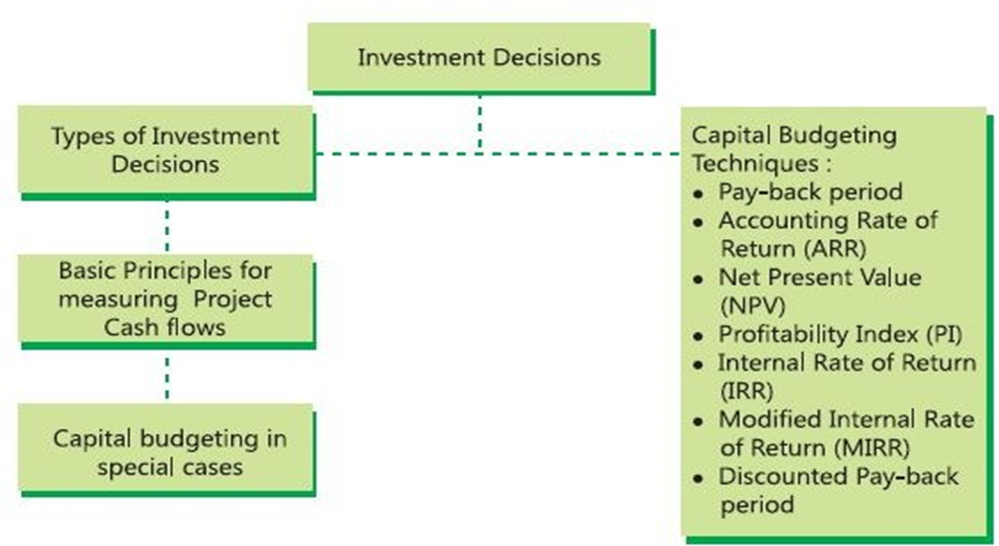 Investment Decisions
Types of Investment
Decisions
Basic Principles for
measuring  Project
Cash flows
Capital budgeting in
special cases
Capital Budgeting
Techniques :
• Pay-back period
• Accounting Rate of
Return (ARR)
• Net Present Value
(NPV)
• Profitability Index (PI)
• Internal Rate of Return
(IRR)
• Modified Internal Rate
of Return (MIRR)
• Discounted Pay-back
period